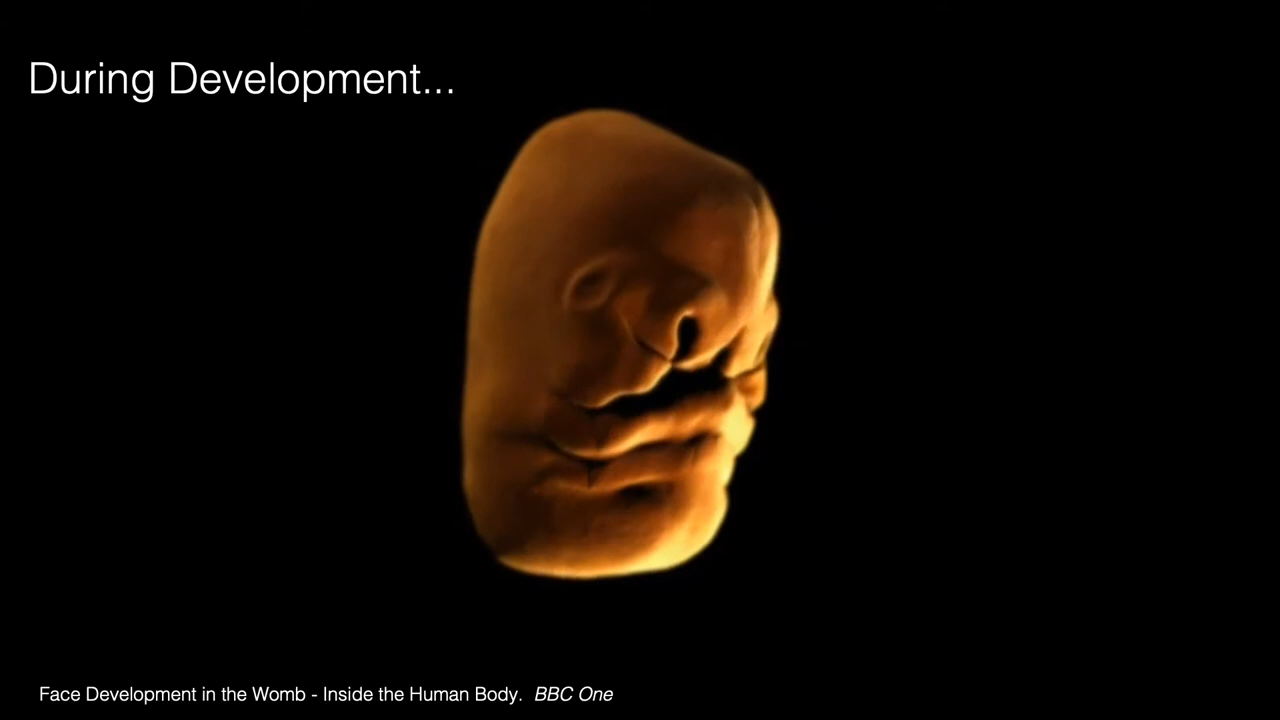 During Development...
Face Development in the Womb - Inside the Human Body. BBC One